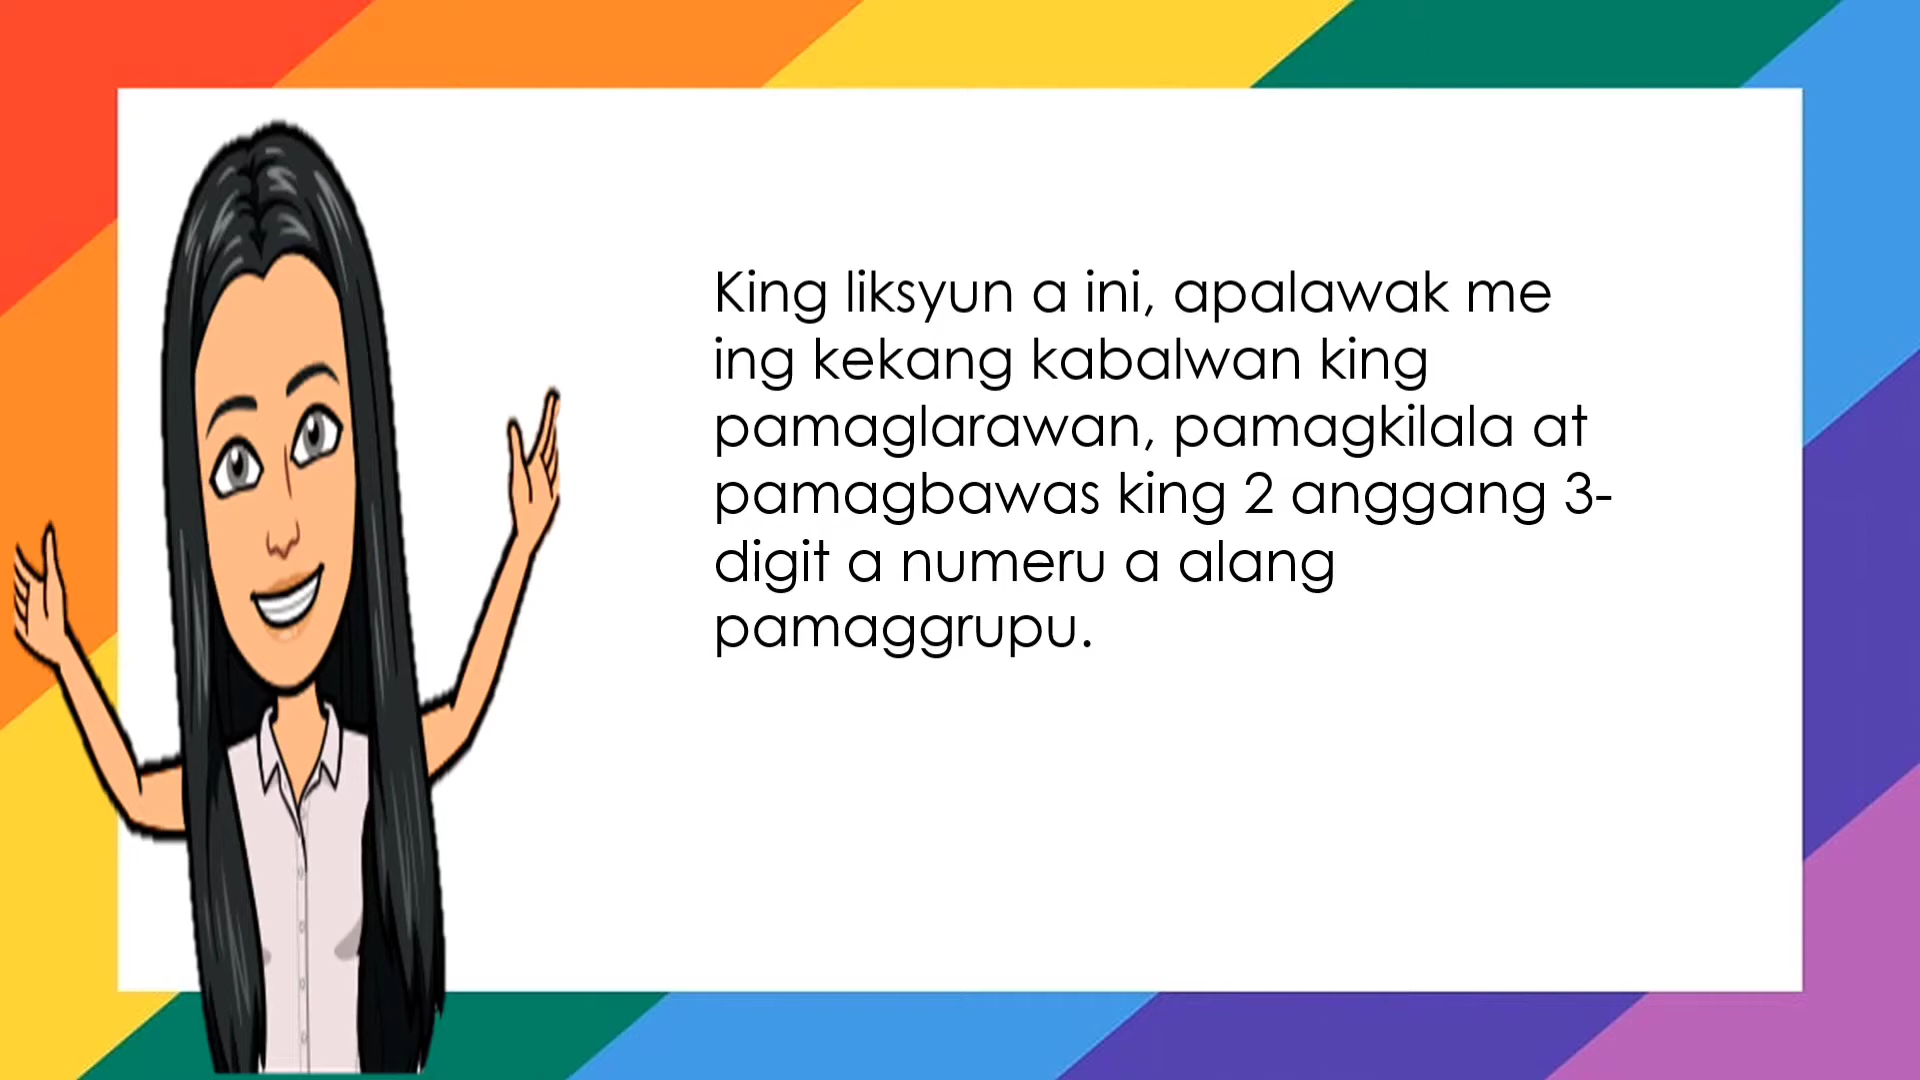 King liksyun a ini, apalawak me
ing kekang kabalwan king
pamaglarawan, pamagkilala at
pamagbawas king 2 anggang 3-
digit a numeru a alang
pamaggrupu.